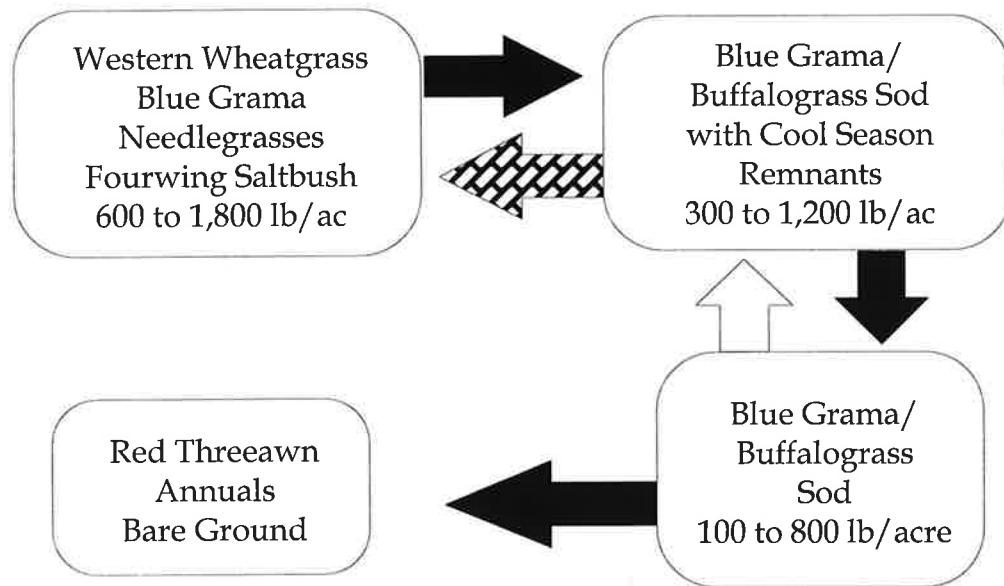 Western Wheatgrass
Blue Grama
Needlegrasses
Fourwing Saltbush
600 to 1,800 lb/ac
Blue Grama/
Buffalograss Sod
with Cool Season
Remnants
300 to 1,200 lb/ac
Red Threeawn
Annuals
Bare Ground
Blue Grama/
Buffalograss
Sod
100 to 800 lb/acre